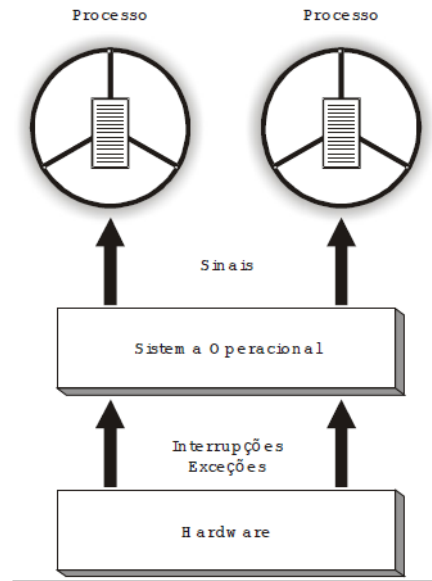 Processo Processo
Sinais
Sistema Operacional
Interrupções
Exceções
Hardware